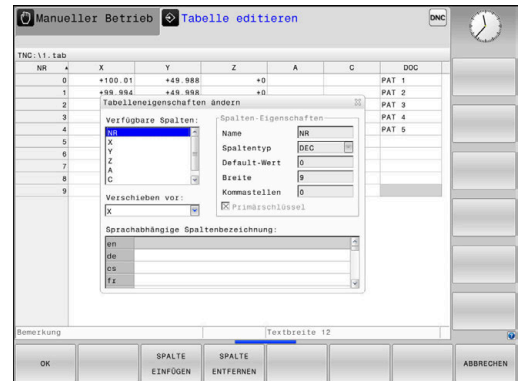 Manueller Betrieb
Tabelle editieren
DNC
TNC:\1.tab
NR X Y Z A C DOC
0 +100.01 +49.988 +0 PAT 1
1 +99.994 +49.998 +0 PAT 2
2 PAT 3
3 PAT 4
4 PAT 5
5
6
7
8
9
Tabelleneigenschaften ändern
Verfügbare Spalten:
NR
X
Y
Z
A
C
Verschieben vor:
X
Spalten-Eigenschaften
Name NR
Spaltentyp DEC
Default-Wert 0
Breite 9
Kommastellen 0
Primärschlüssel
Sprachabhängige Spaltenbezeichnung:
en
de
cs
fr
Bemerkung Textbreite 12
OK
SPALTE EINFÜGEN
SPALTE ENTFERNEN
ABBRECHEN